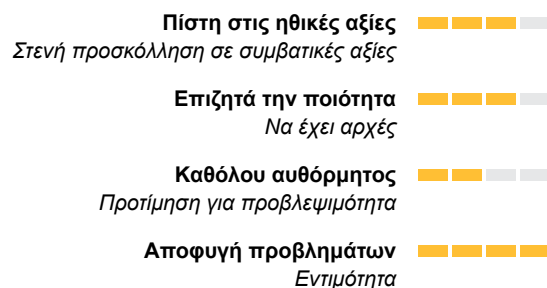 Πίστη στις ηθικές αξίες
Στενή προσκόλληση σε συμβατικές αξίες
Επιζητά την ποιότητα
Να έχει αρχές
Καθόλου αυθόρμητος
Προτίμηση για προβλεψιμότητα
Αποφυγή προβλημάτων
Εντιμότητα